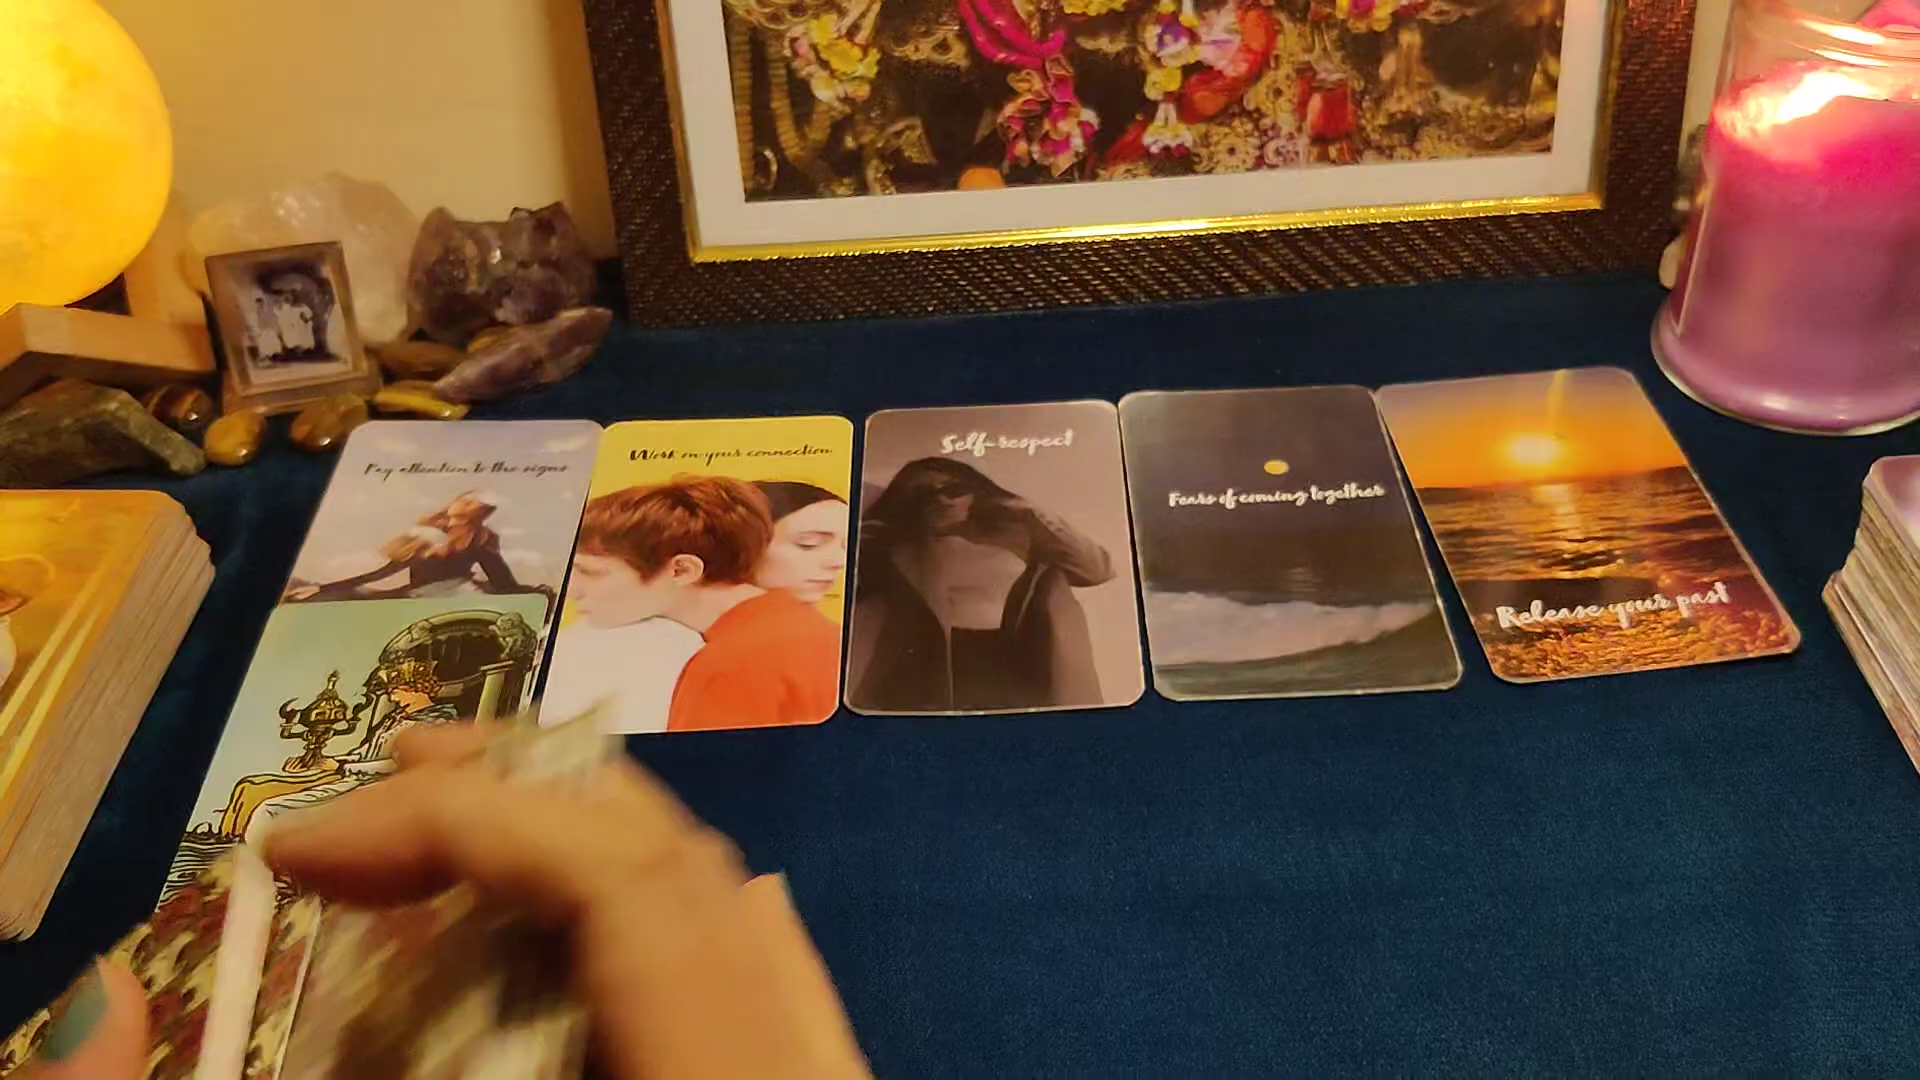 Pay attention to the signs
Work on your connection
Self-respect
Fears of coming together
Release your past